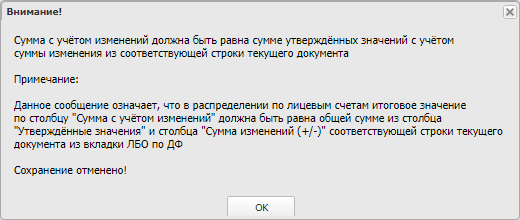 Внимание!
Сумма с учётом изменений должна быть равна сумме утверждённых значений с учётом
суммы изменения из соответствующей строки текущего документа
Примечание:
Данное сообщение означает, что в распределении по лицевым счетам итоговое значение
по столбцу "Сумма с учётом изменений" должна быть равна общей сумме из столбца
"Утверждённые значения" и столбца "Сумма изменений (+/-)" соответствующей строки текущего
документа из вкладки ЛБО по ДФ
Сохранение отменено!
ОК